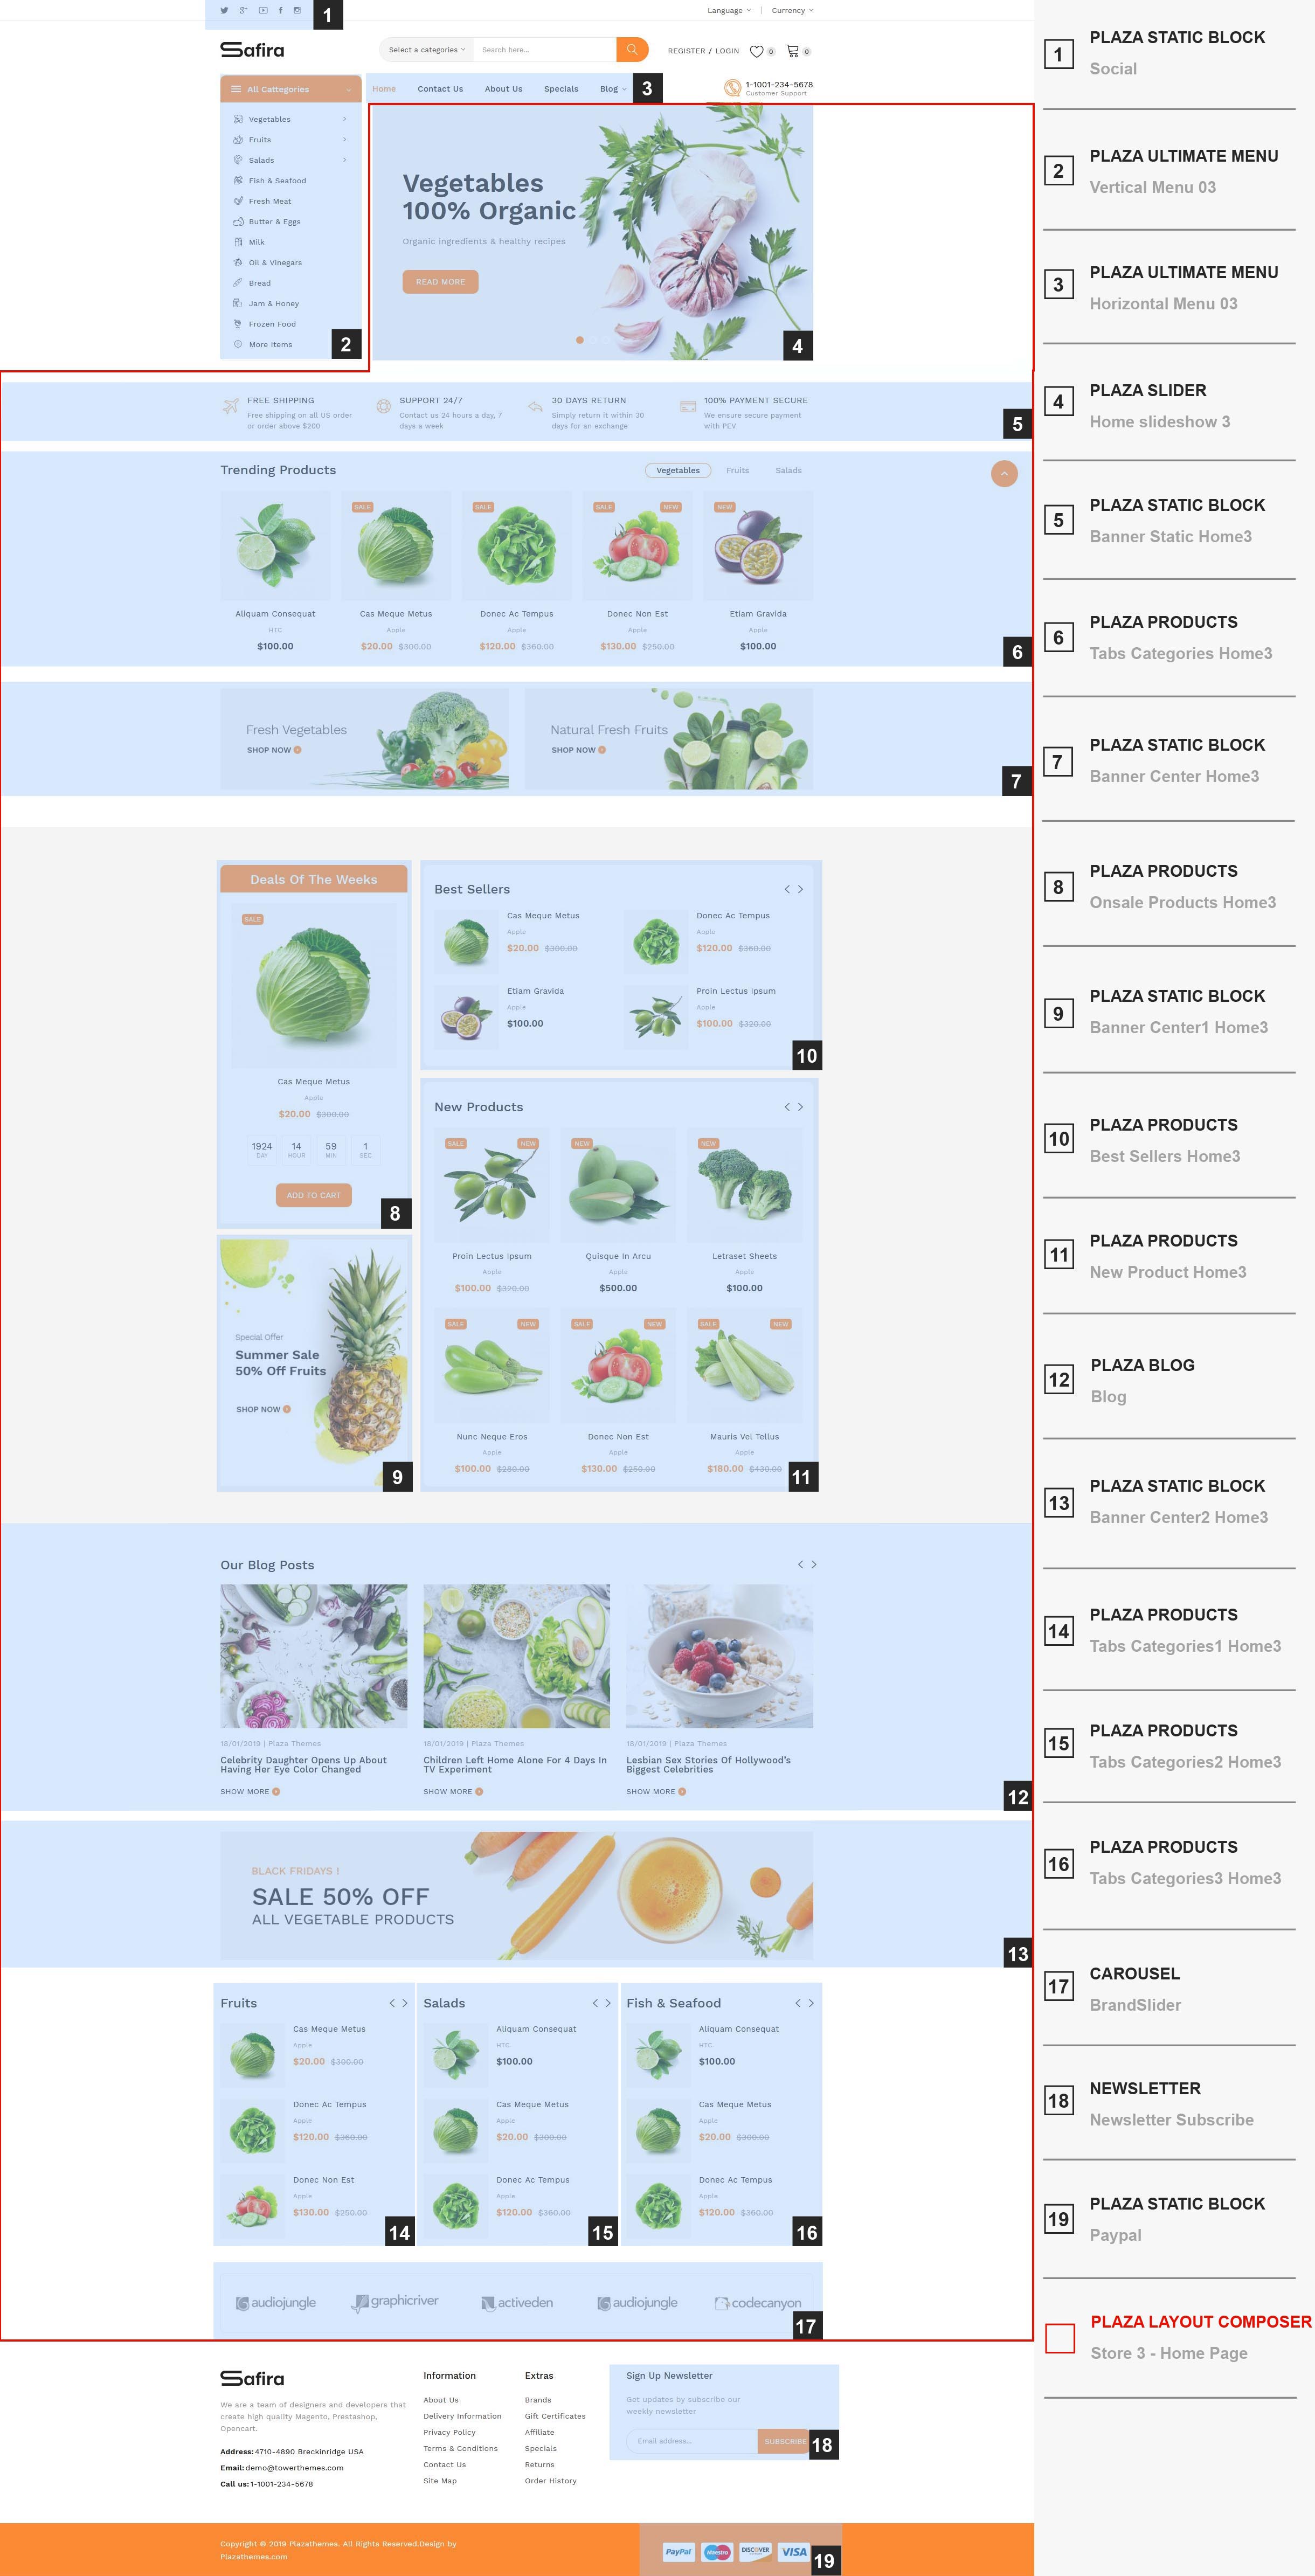 1
Language
Currency
Safira
Select a categories
Search here...
REGISTER / LOGIN
0
0
All Cattegories
Home
Contact Us
About Us
Specials
Blog
3
1-1001-234-5678
Customer Support
Vegetables
Fruits
Salads
Fish & Seafood
Fresh Meat
Butter & Eggs
Milk
Oil & Vinegars
Bread
Jam & Honey
Frozen Food
More Items
2
Vegetables
100% Organic
Organic ingredients & healthy recipes
READ MORE
4
FREE SHIPPING
Free shipping on all US order
or order above $200
SUPPORT 24/7
Contact us 24 hours a day, 7
days a week
30 DAYS RETURN
Simply return it within 30
days for an exchange
100% PAYMENT SECURE
We ensure secure payment
with PEV
5
Trending Products
Vegetables
Fruits
Salads
Aliquam Consequat
HTC
$100.00
SALE
Cas Meque Metus
Apple
$20.00 $300.00
SALE
Donec Ac Tempus
Apple
$120.00 $360.00
SALE
NEW
Donec Non Est
Apple
$130.00 $250.00
NEW
Etiam Gravida
Apple
$100.00
6
Fresh Vegetables
SHOP NOW
Natural Fresh Fruits
SHOP NOW
7
Deals Of The Weeks
SALE
Cas Meque Metus
Apple
$20.00 $300.00
1924
DAY
14
HOUR
59
MIN
1
SEC
ADD TO CART
8
Special Offer
Summer Sale
50% Off Fruits
SHOP NOW
9
Best Sellers
Cas Meque Metus
Apple
$20.00 $300.00
Donec Ac Tempus
Apple
$120.00 $360.00
Etiam Gravida
Apple
$100.00
Proin Lectus Ipsum
Apple
$100.00 $320.00
10
New Products
SALE
NEW
Proin Lectus Ipsum
Apple
$100.00 $320.00
NEW
Quisque In Arcu
Apple
$500.00
NEW
Letraset Sheets
Apple
$100.00
SALE
NEW
Nunc Neque Eros
Apple
$100.00 $280.00
SALE
NEW
Donec Non Est
Apple
$130.00 $250.00
SALE
NEW
Mauris Vel Tellus
Apple
$180.00 $430.00
11
Our Blog Posts
18/01/2019 | Plaza Themes
Celebrity Daughter Opens Up About
Having Her Eye Color Changed
SHOW MORE
18/01/2019 | Plaza Themes
Children Left Home Alone For 4 Days In
TV Experiment
SHOW MORE
18/01/2019 | Plaza Themes
Lesbian Sex Stories Of Hollywood's
Biggest Celebrities
SHOW MORE
12
BLACK FRIDAYS !
SALE 50% OFF
ALL VEGETABLE PRODUCTS
13
Fruits
Cas Meque Metus
Apple
$20.00 $300.00
Donec Ac Tempus
Apple
$120.00 $360.00
Donec Non Est
Apple
$130.00 $250.00
14
Salads
Aliquam Consequat
HTC
$100.00
Cas Meque Metus
Apple
$20.00 $300.00
Donec Ac Tempus
Apple
$120.00 $360.00
15
Fish & Seafood
Aliquam Consequat
HTC
$100.00
Cas Meque Metus
Apple
$20.00 $300.00
Donec Ac Tempus
Apple
$120.00 $360.00
16
audiojungle
graphicriver
activeden
audiojungle
codecanyon
17
Safira
We are a team of designers and developers that
create high quality Magento, Prestashop,
Opencart.
Address: 4710-4890 Breckinridge USA
Email: demo@towerthemes.com
Call us: 1-1001-234-5678
Information
About Us
Delivery Information
Privacy Policy
Terms & Conditions
Contact Us
Site Map
Extras
Brands
Gift Certificates
Affiliate
Specials
Returns
Order History
Sign Up Newsletter
Get updates by subscribe our
weekly newsletter
Email address...
SUBSCRIBE
18
Copyright © 2019 Plazathemes. All Rights Reserved.Design by
Plazathemes.com
PayPal
Maestro
DISCOVER
VISA
19
1
PLAZA STATIC BLOCK
Social
2
PLAZA ULTIMATE MENU
Vertical Menu 03
3
PLAZA ULTIMATE MENU
Horizontal Menu 03
4
PLAZA SLIDER
Home slideshow 3
5
PLAZA STATIC BLOCK
Banner Static Home3
6
PLAZA PRODUCTS
Tabs Categories Home3
7
PLAZA STATIC BLOCK
Banner Center Home3
8
PLAZA PRODUCTS
Onsale Products Home3
9
PLAZA STATIC BLOCK
Banner Center1 Home3
10
PLAZA PRODUCTS
Best Sellers Home3
11
PLAZA PRODUCTS
New Product Home3
12
PLAZA BLOG
Blog
13
PLAZA STATIC BLOCK
Banner Center2 Home3
14
PLAZA PRODUCTS
Tabs Categories1 Home3
15
PLAZA PRODUCTS
Tabs Categories2 Home3
16
PLAZA PRODUCTS
Tabs Categories3 Home3
17
CAROUSEL
BrandSlider
18
NEWSLETTER
Newsletter Subscribe
19
PLAZA STATIC BLOCK
Paypal
PLAZA LAYOUT COMPOSER
Store 3 - Home Page